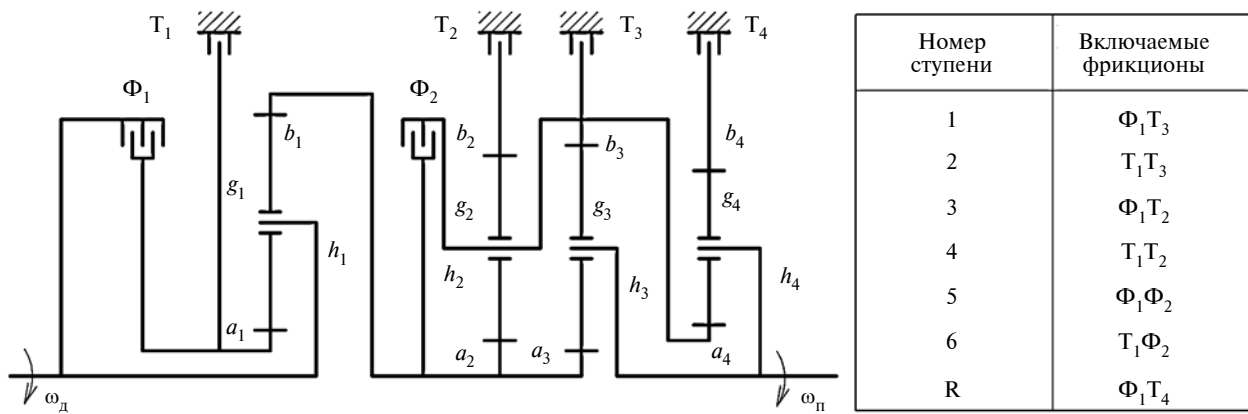 T₁ T₂ T₃ T₄
Φ₁ Φ₂
b₁ b₂ b₃ b₄
g₁ g₂ g₃ g₄
h₁ h₂ h₃ h₄
a₁ a₂ a₃ a₄
ω_д ω_п
Номер ступени Включаемые фрикционы
1 Φ₁T₃
2 T₁T₃
3 Φ₁T₂
4 T₁T₂
5 Φ₁Φ₂
6 T₁Φ₂
R Φ₁T₄